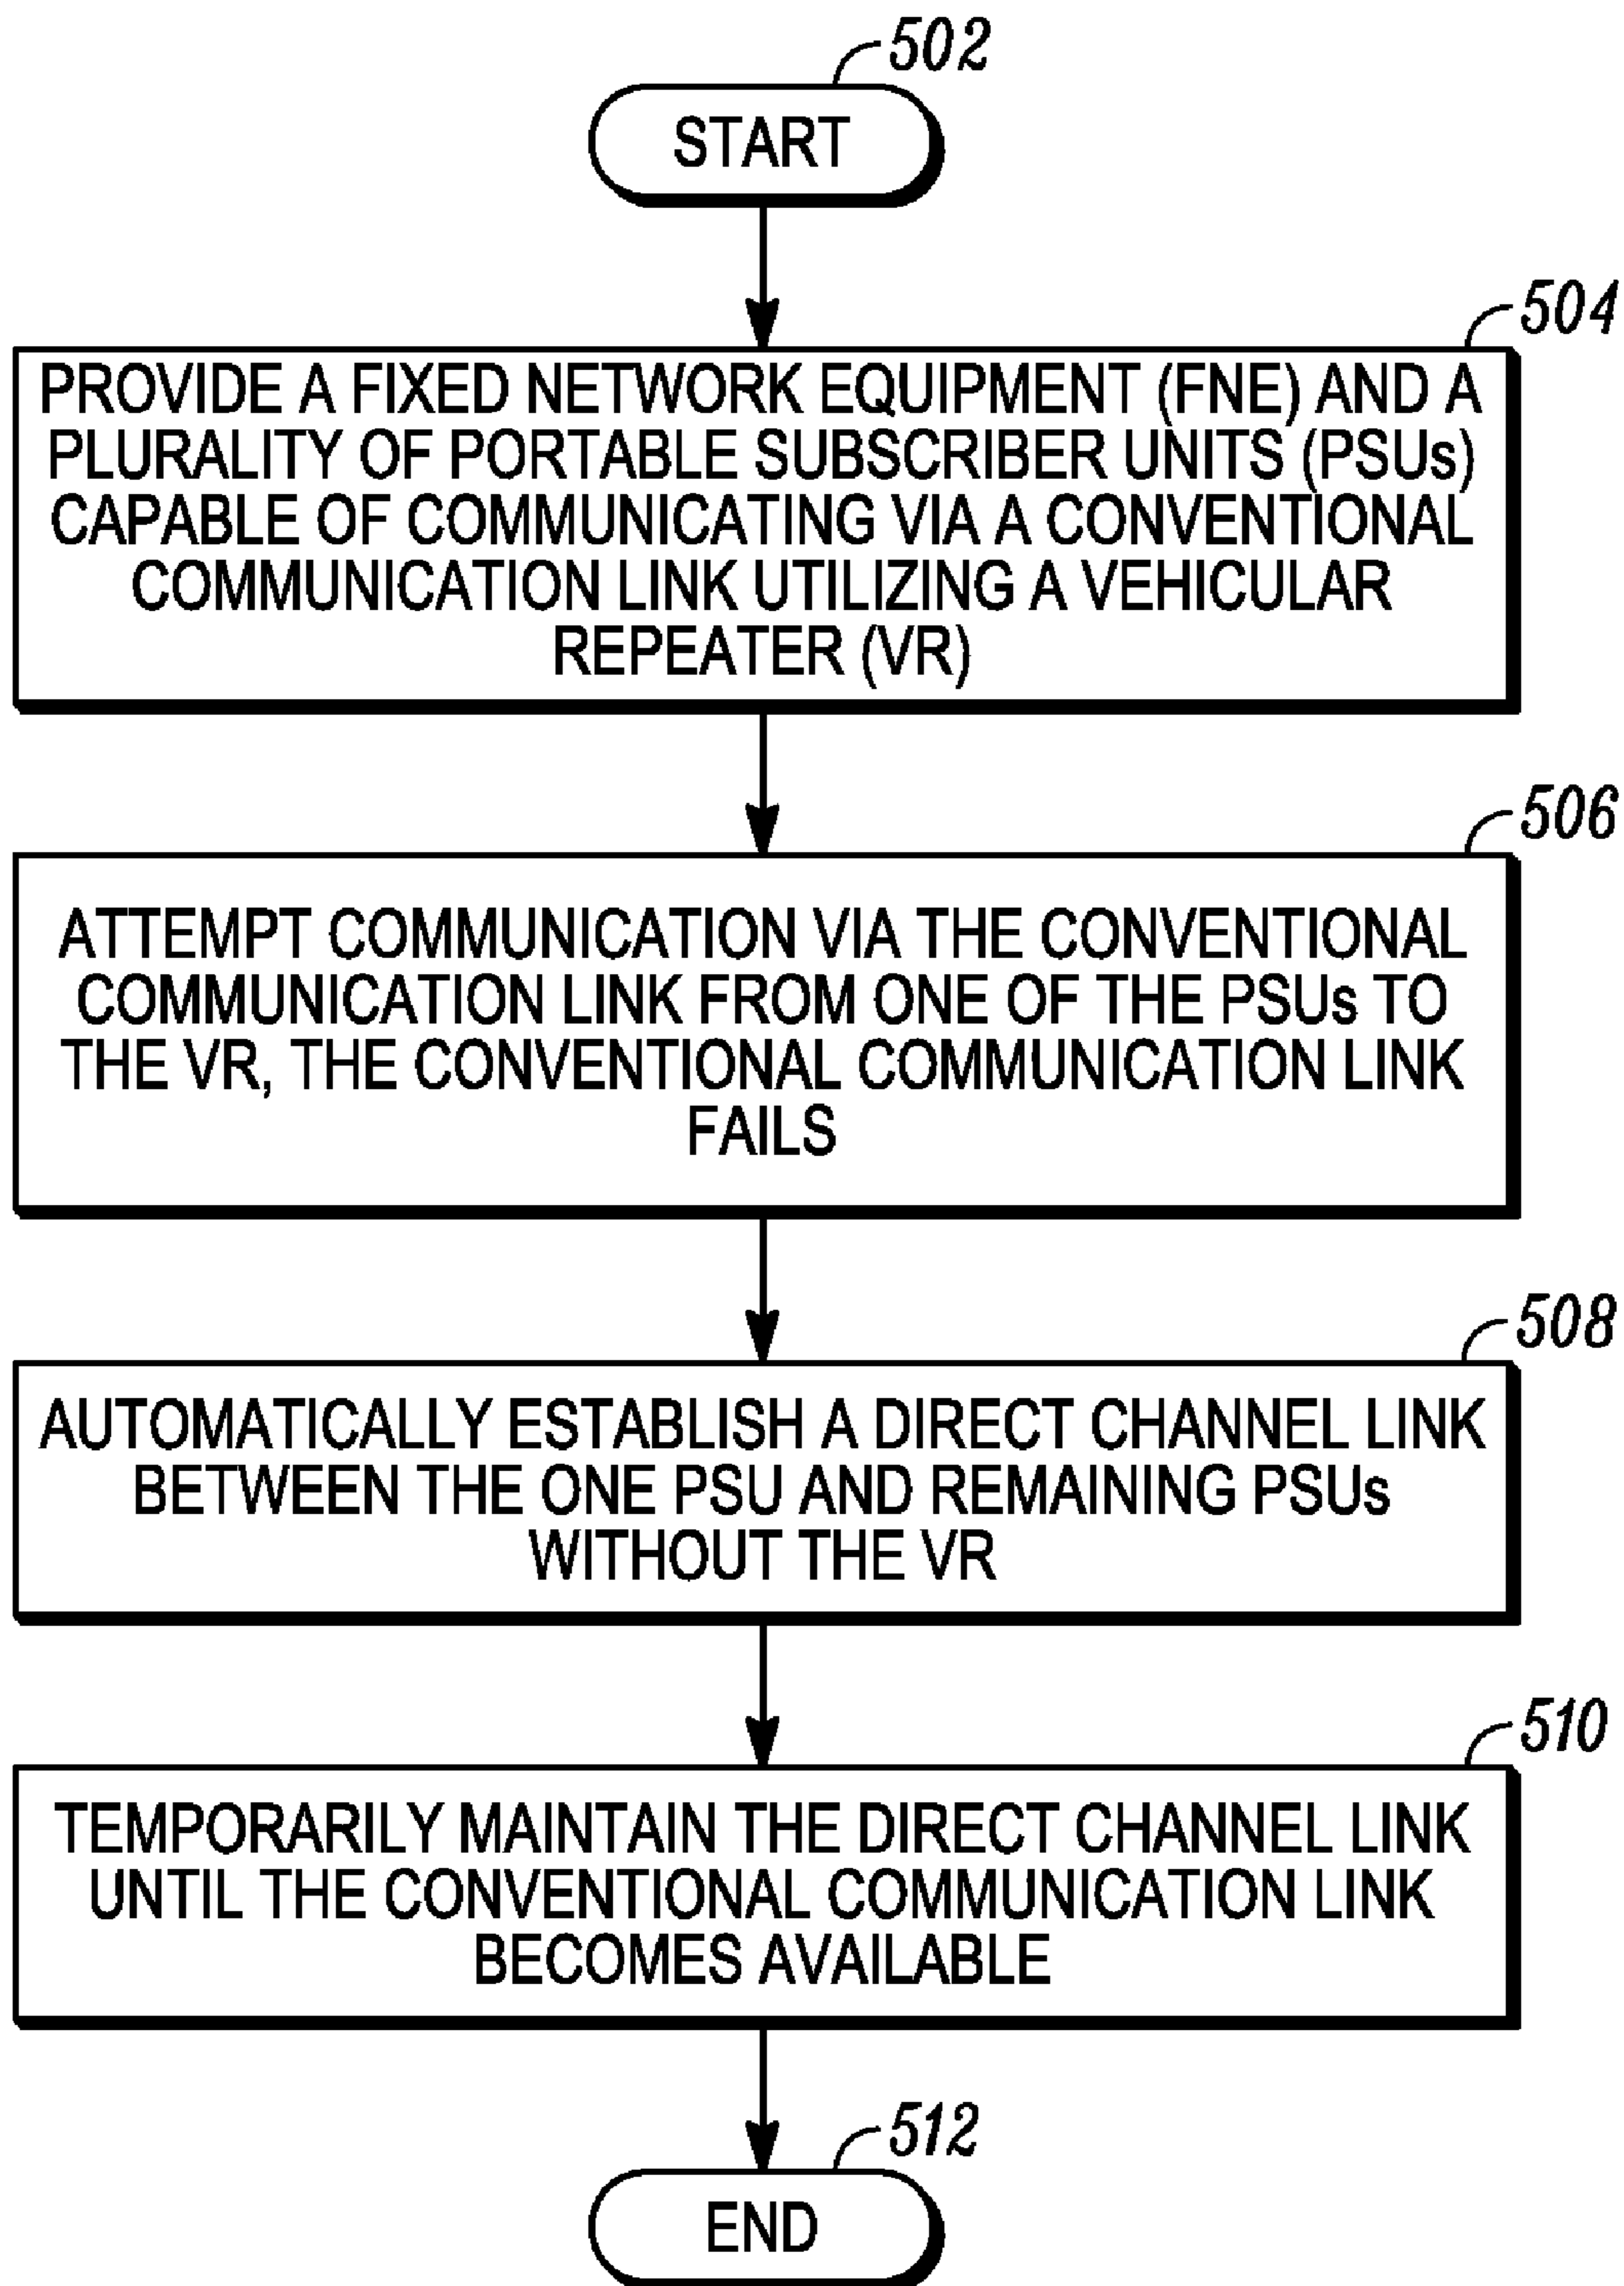 502
START
504
PROVIDE A FIXED NETWORK EQUIPMENT (FNE) AND A
PLURALITY OF PORTABLE SUBSCRIBER UNITS (PSUs)
CAPABLE OF COMMUNICATING VIA A CONVENTIONAL
COMMUNICATION LINK UTILIZING A VEHICULAR
REPEATER (VR)
506
ATTEMPT COMMUNICATION VIA THE CONVENTIONAL
COMMUNICATION LINK FROM ONE OF THE PSUs TO
THE VR, THE CONVENTIONAL COMMUNICATION LINK
FAILS
508
AUTOMATICALLY ESTABLISH A DIRECT CHANNEL LINK
BETWEEN THE ONE PSU AND REMAINING PSUs
WITHOUT THE VR
510
TEMPORARILY MAINTAIN THE DIRECT CHANNEL LINK
UNTIL THE CONVENTIONAL COMMUNICATION LINK
BECOMES AVAILABLE
512
END